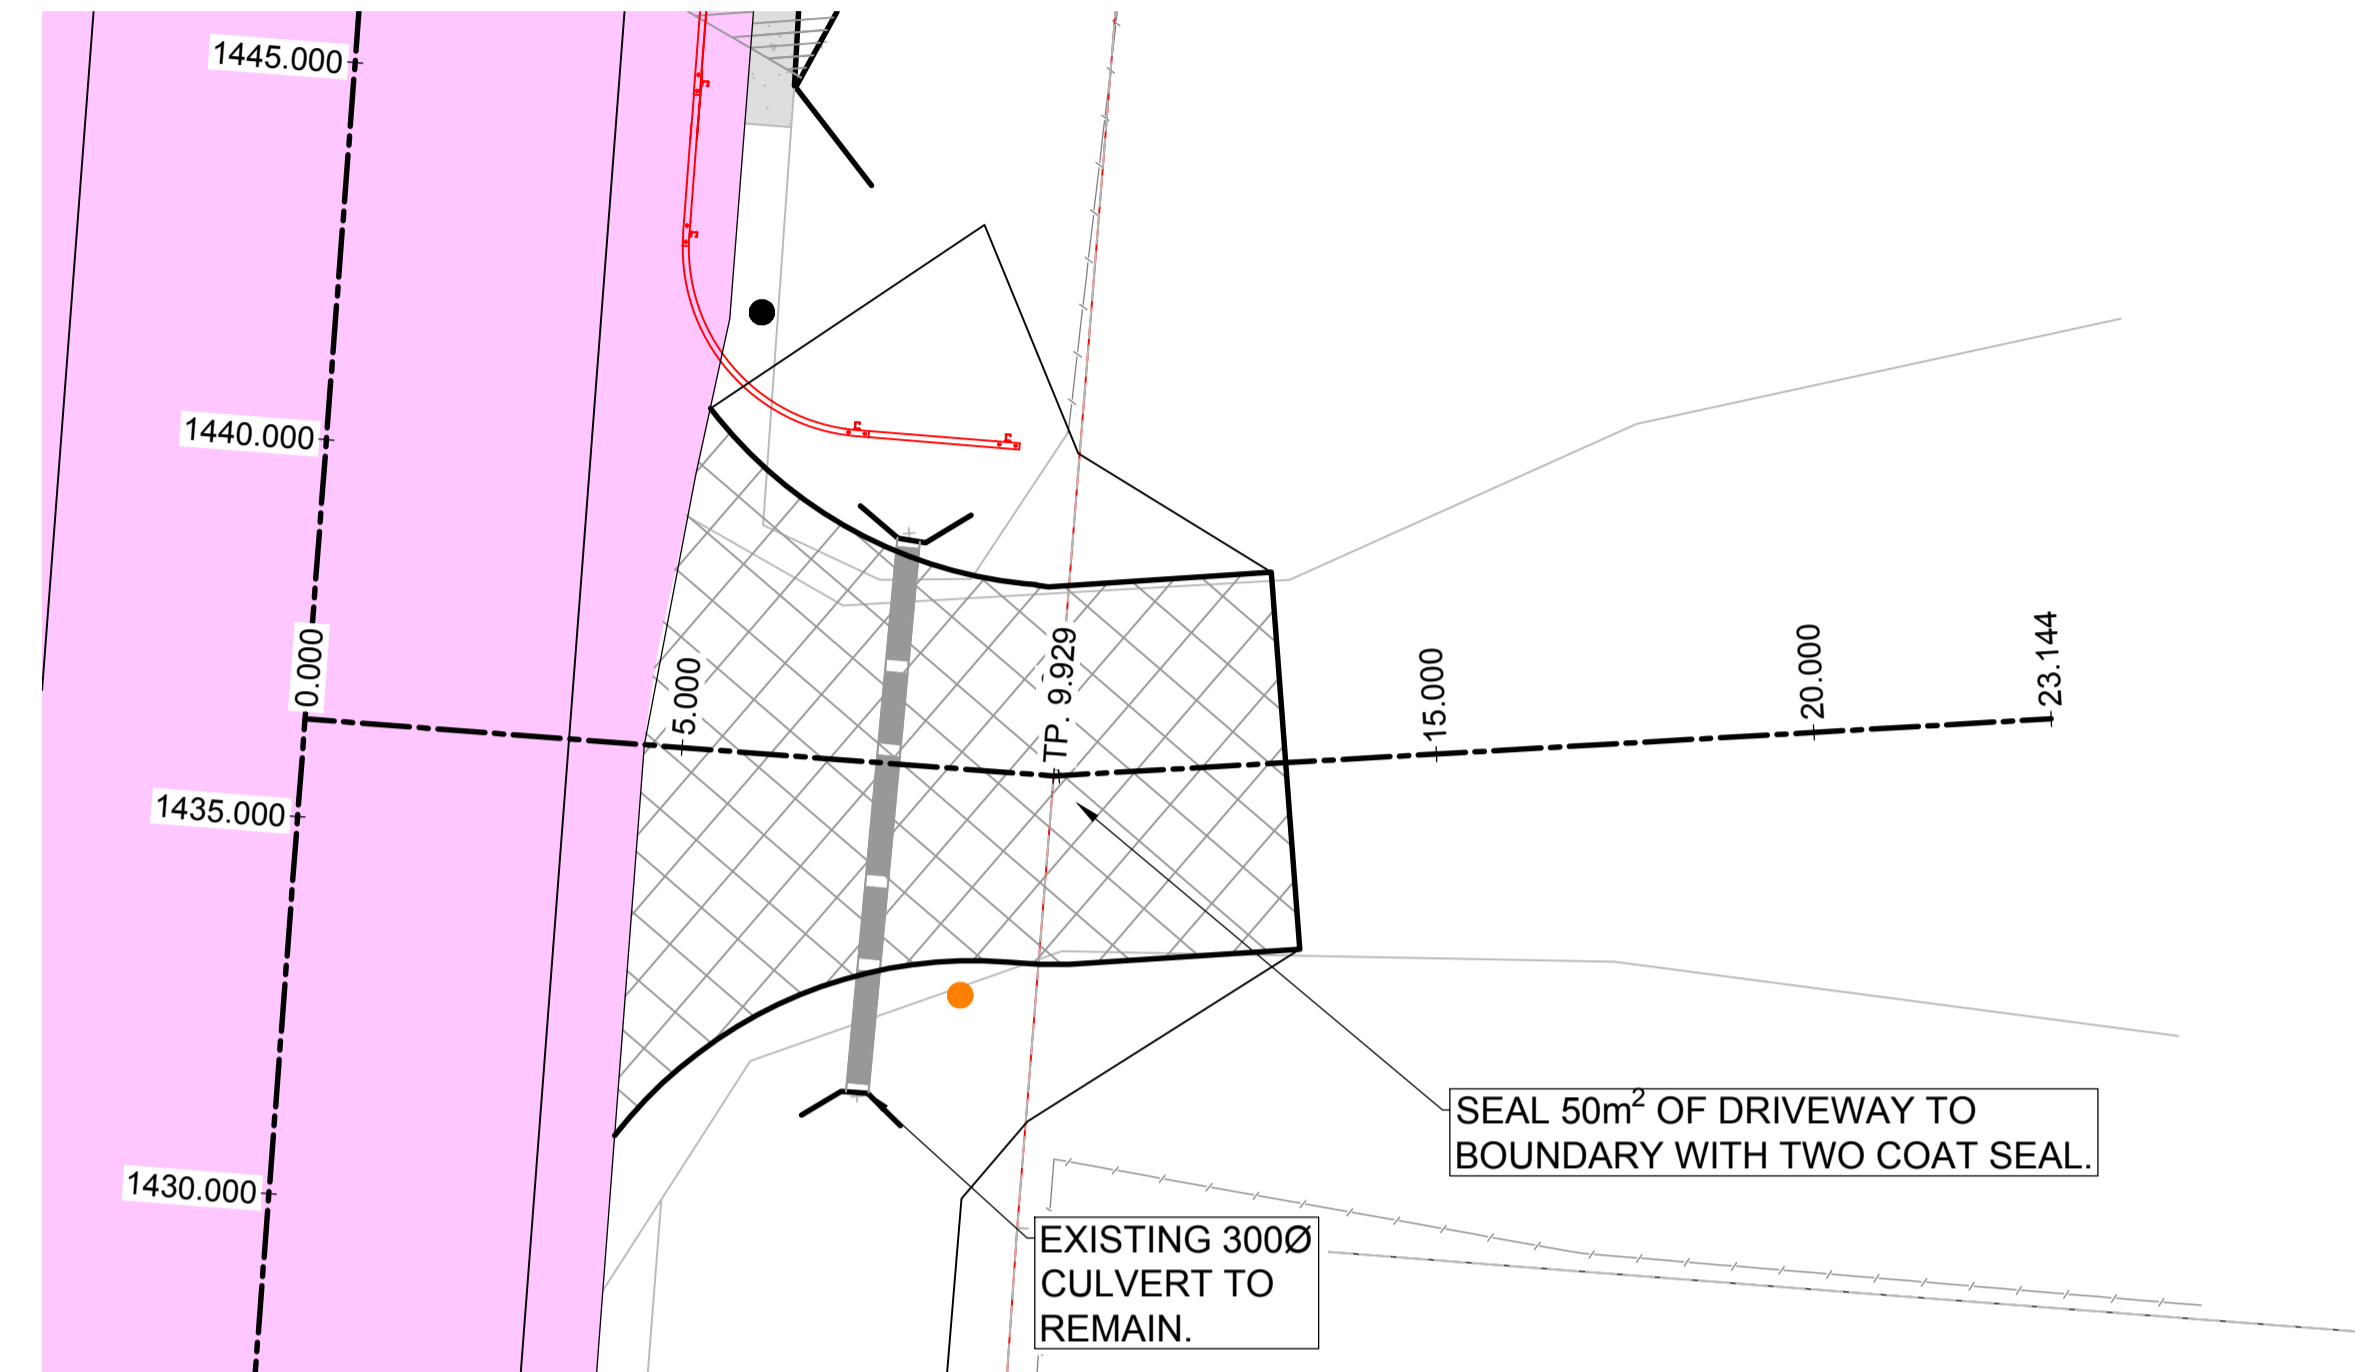 1445.000
1440.000
0.000
5.000
TP. 9.929
15.000
20.000
23.144
1435.000
SEAL 50m² OF DRIVEWAY TO
BOUNDARY WITH TWO COAT SEAL.
1430.000
EXISTING 300Ø
CULVERT TO
REMAIN.